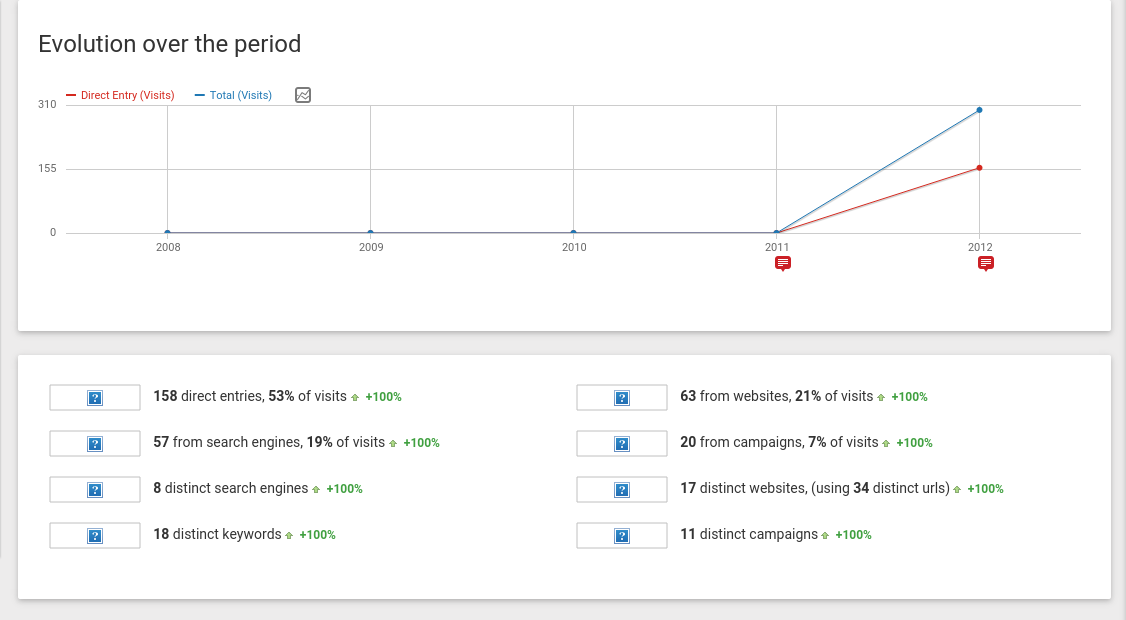 Evolution over the period
Direct Entry (Visits) Total (Visits)
310
155
0
2008 2009 2010 2011 2012
? 158 direct entries, 53% of visits +100%
? 63 from websites, 21% of visits +100%
? 57 from search engines, 19% of visits +100%
? 20 from campaigns, 7% of visits +100%
? 8 distinct search engines +100%
? 17 distinct websites, (using 34 distinct urls) +100%
? 18 distinct keywords +100%
? 11 distinct campaigns +100%